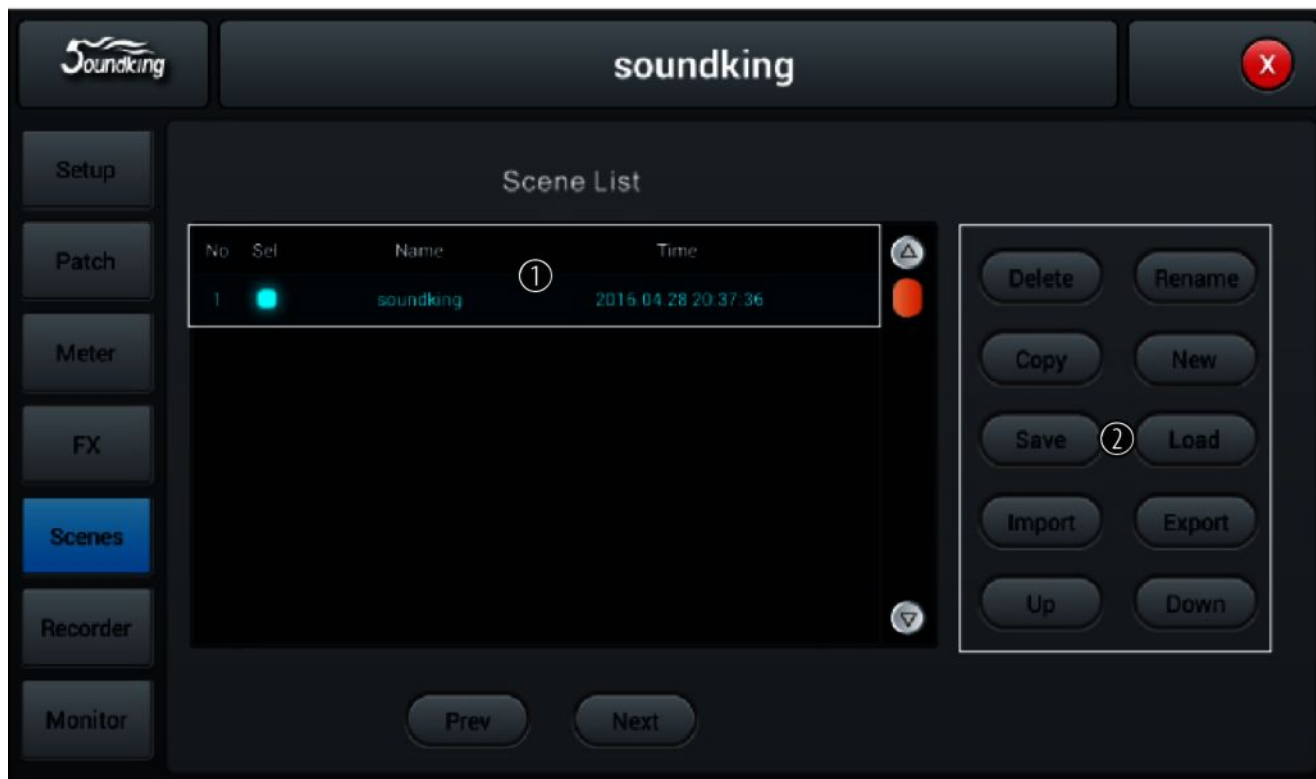 Soundking
soundking
X
Setup
Scene List
Patch
No Sel Name Time
①
1 soundking 2016 04 28 20:37:36
Delete Rename
Meter
Copy New
FX
Save ② Load
Scenes
Import Export
Recorder
Up Down
Monitor
Prev Next